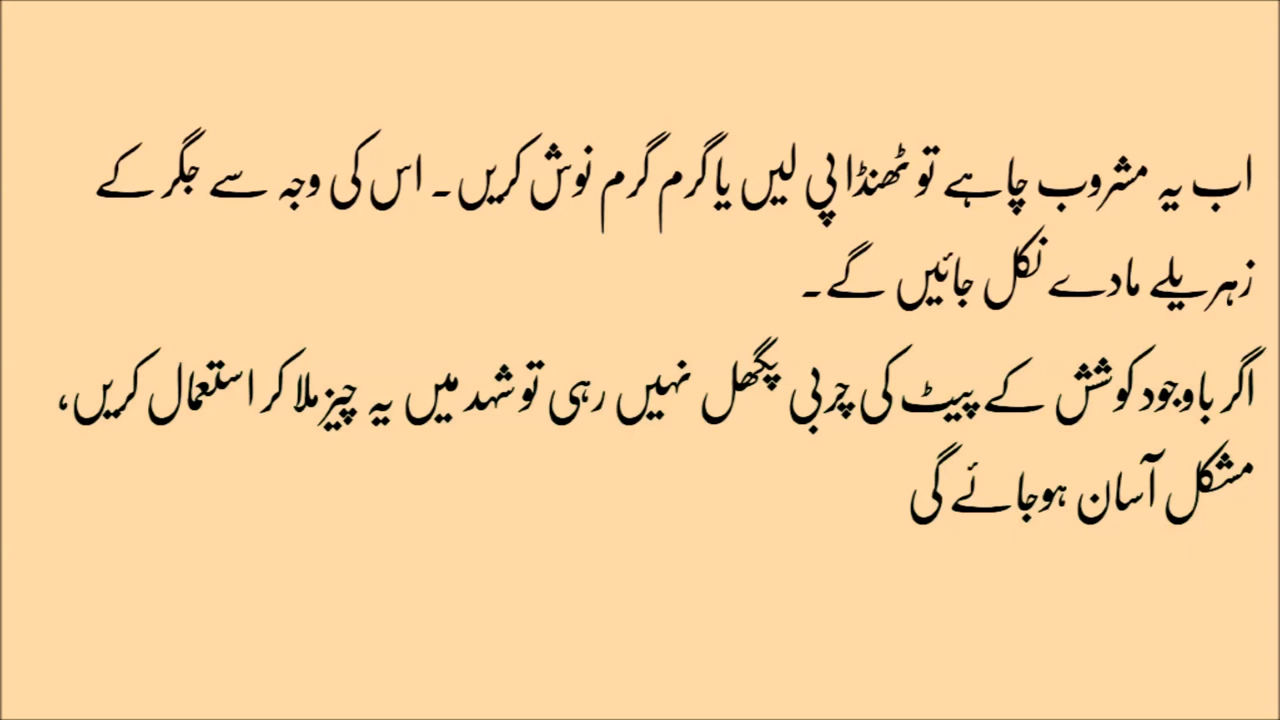 اب یہ مشروب چاہے تو ٹھنڈا پی لیں یا گرم گرم نوش کریں۔ اس کی وجہ سے جگر کے
زہریلے مادے نکل جائیں گے۔
اگر باوجود کوشش کے پیٹ کی چربی پگھل نہیں رہی تو شہد میں یہ چیز ملا کر استعمال کریں،
مشکل آسان ہوجائے گی